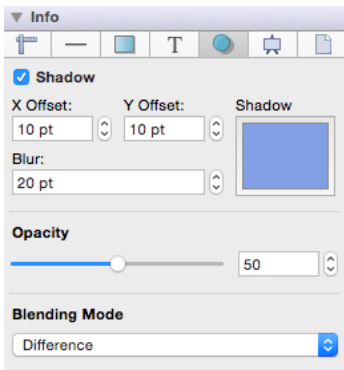 Info
T
Shadow
X Offset: Y Offset: Shadow
10 pt 10 pt
Blur:
20 pt
Opacity
50
Blending Mode
Difference